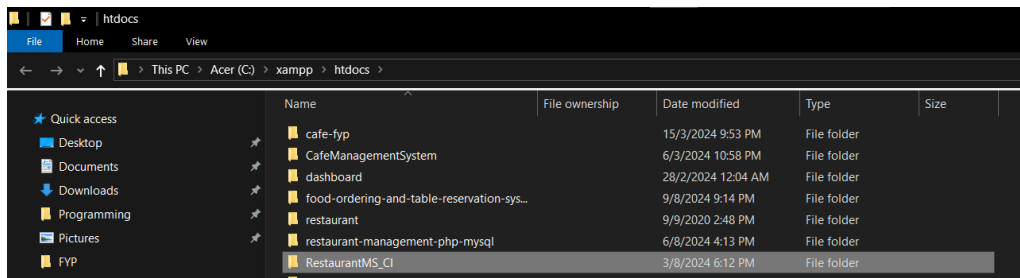 htdocs
File Home Share View
This PC > Acer (C:) > xampp > htdocs >
Name File ownership Date modified Type Size
Quick access
Desktop
Documents
Downloads
Programming
Pictures
FYP
cafe-fyp 15/3/2024 9:53 PM File folder
CafeManagementSystem 6/3/2024 10:58 PM File folder
dashboard 28/2/2024 12:04 AM File folder
food-ordering-and-table-reservation-sys... 9/8/2024 9:14 PM File folder
restaurant 9/9/2020 2:48 PM File folder
restaurant-management-php-mysql 6/8/2024 4:13 PM File folder
RestaurantMS_CI 3/8/2024 6:12 PM File folder